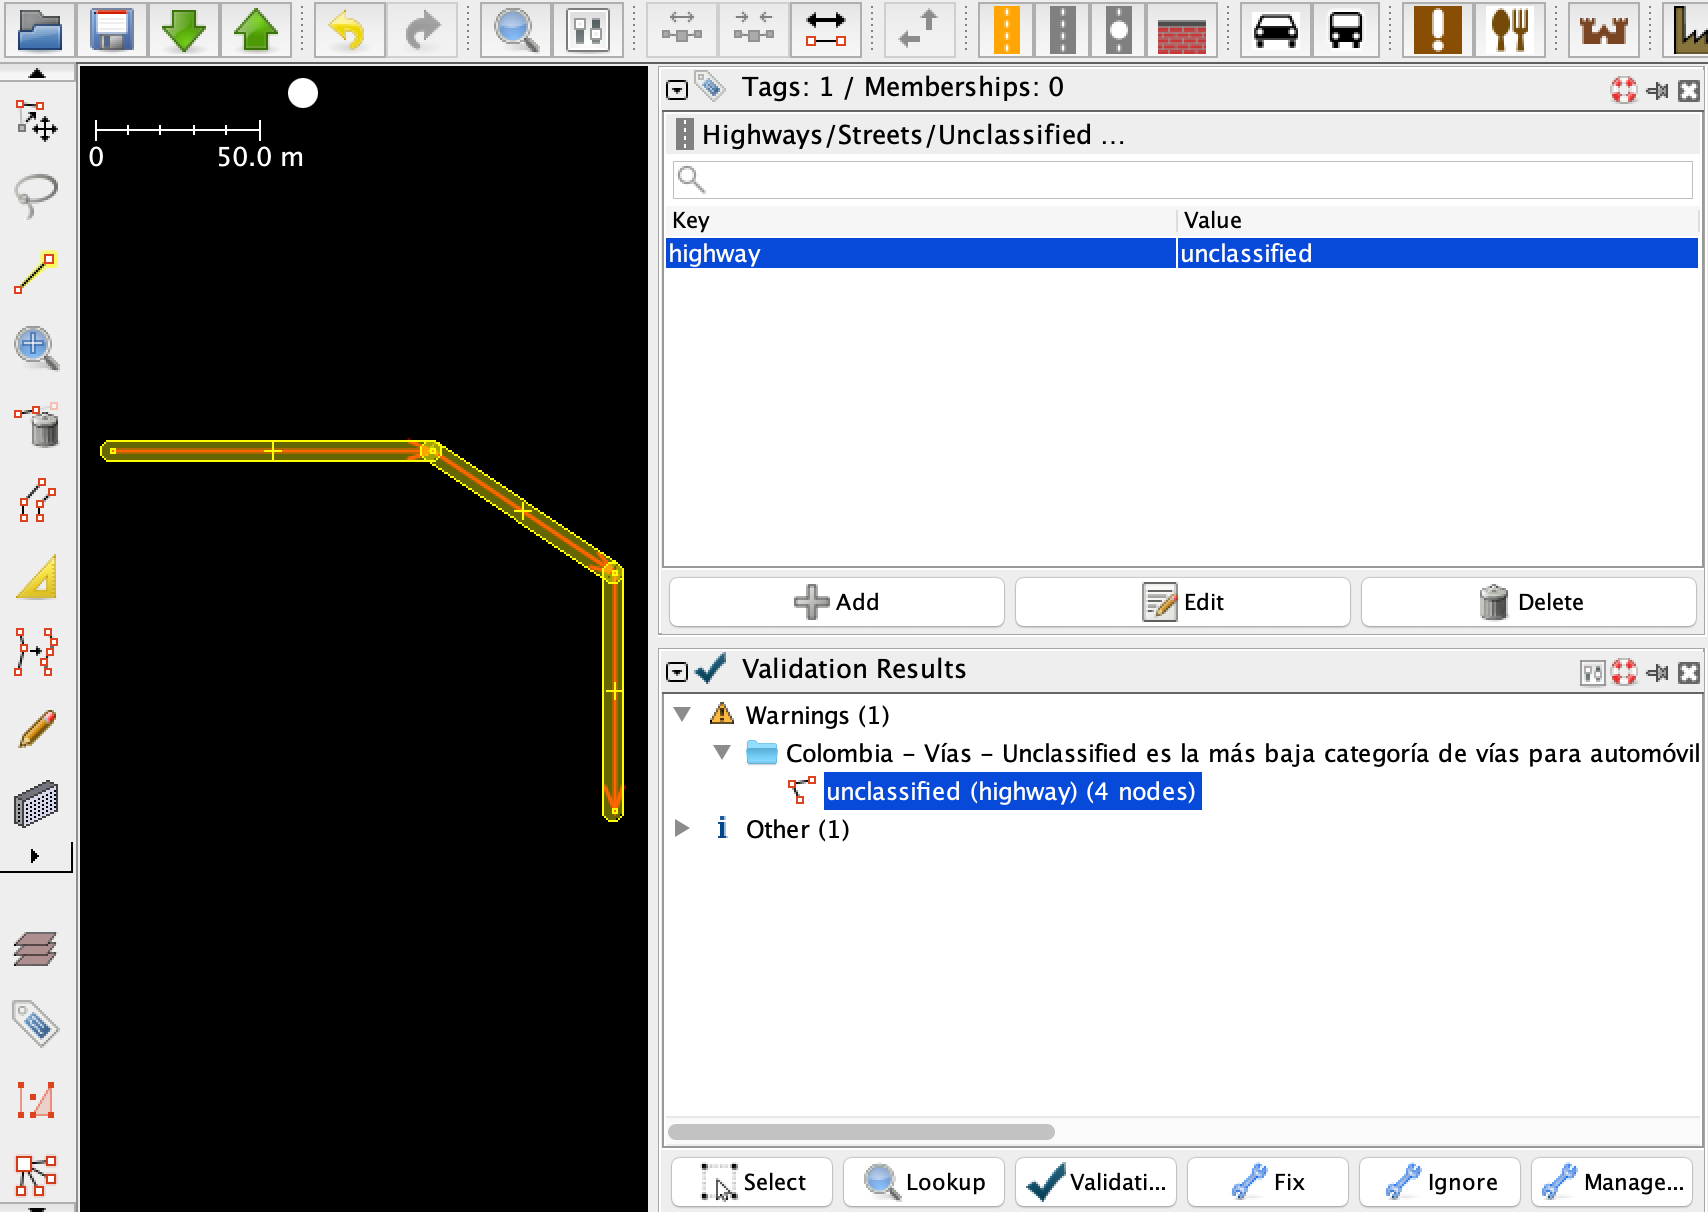 0
50.0 m
Tags: 1 / Memberships: 0
Highways/Streets/Unclassified ...
Key
Value
highway
unclassified
Add
Edit
Delete
Validation Results
Warnings (1)
Colombia – Vías – Unclassified es la más baja categoría de vías para automóvil
unclassified (highway) (4 nodes)
Other (1)
Select
Lookup
Validati...
Fix
Ignore
Manage...